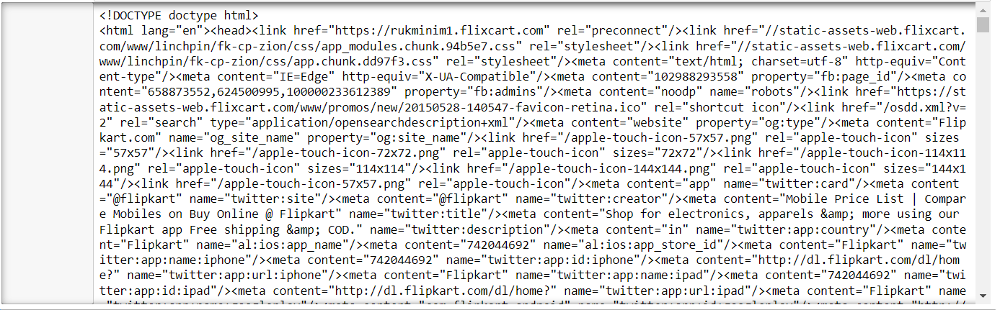 <!DOCTYPE doctype html>
<html lang="en"><head><link href="https://rukminim1.flixcart.com" rel="preconnect"/><link href="//static-assets-web.flixcart.
com/www/linchpin/fk-cp-zion/css/app_modules.chunk.94b5e7.css" rel="stylesheet"/><link href="//static-assets-web.flixcart.com/
www/linchpin/fk-cp-zion/css/app.chunk.dd97f3.css" rel="stylesheet"/><meta content="text/html; charset=utf-8" http-equiv="Cont
ent-type"/><meta content="IE=Edge" http-equiv="X-UA-Compatible"/><meta content="102988293558" property="fb:page_id"/><meta co
ntent="658873552,624500995,100000233612389" property="fb:admins"/><meta content="noodp" name="robots"/><link href="https://st
atic-assets-web.flixcart.com/www/promos/new/20150528-140547-favicon-retina.ico" rel="shortcut icon"/><link href="/osdd.xml?v=
2" rel="search" type="application/opensearchdescription+xml"/><meta content="website" property="og:type"/><meta content="Flip
kart.com" name="og_site_name" property="og:site_name"/><link href="/apple-touch-icon-57x57.png" rel="apple-touch-icon" sizes
="57x57"/><link href="/apple-touch-icon-72x72.png" rel="apple-touch-icon" sizes="72x72"/><link href="/apple-touch-icon-114x11
4.png" rel="apple-touch-icon" sizes="114x114"/><link href="/apple-touch-icon-144x144.png" rel="apple-touch-icon" sizes="144x1
44"/><link href="/apple-touch-icon-57x57.png" rel="apple-touch-icon"/><meta content="app" name="twitter:card"/><meta content
="@flipkart" name="twitter:site"/><meta content="@flipkart" name="twitter:creator"/><meta content="Mobile Price List | Compar
e Mobiles on Buy Online @ Flipkart" name="twitter:title"/><meta content="Shop for electronics, apparels &amp; more using our
Flipkart app Free shipping &amp; COD." name="twitter:description"/><meta content="in" name="twitter:app:country"/><meta conte
nt="Flipkart" name="al:ios:app_name"/><meta content="742044692" name="al:ios:app_store_id"/><meta content="Flipkart" name="tw
itter:app:name:iphone"/><meta content="742044692" name="twitter:app:id:iphone"/><meta content="http://dl.flipkart.com/dl/hom
e?" name="twitter:app:url:iphone"/><meta content="Flipkart" name="twitter:app:name:ipad"/><meta content="742044692" name="twi
tter:app:id:ipad"/><meta content="http://dl.flipkart.com/dl/home?" name="twitter:app:url:ipad"/><meta content="Flipkart" name